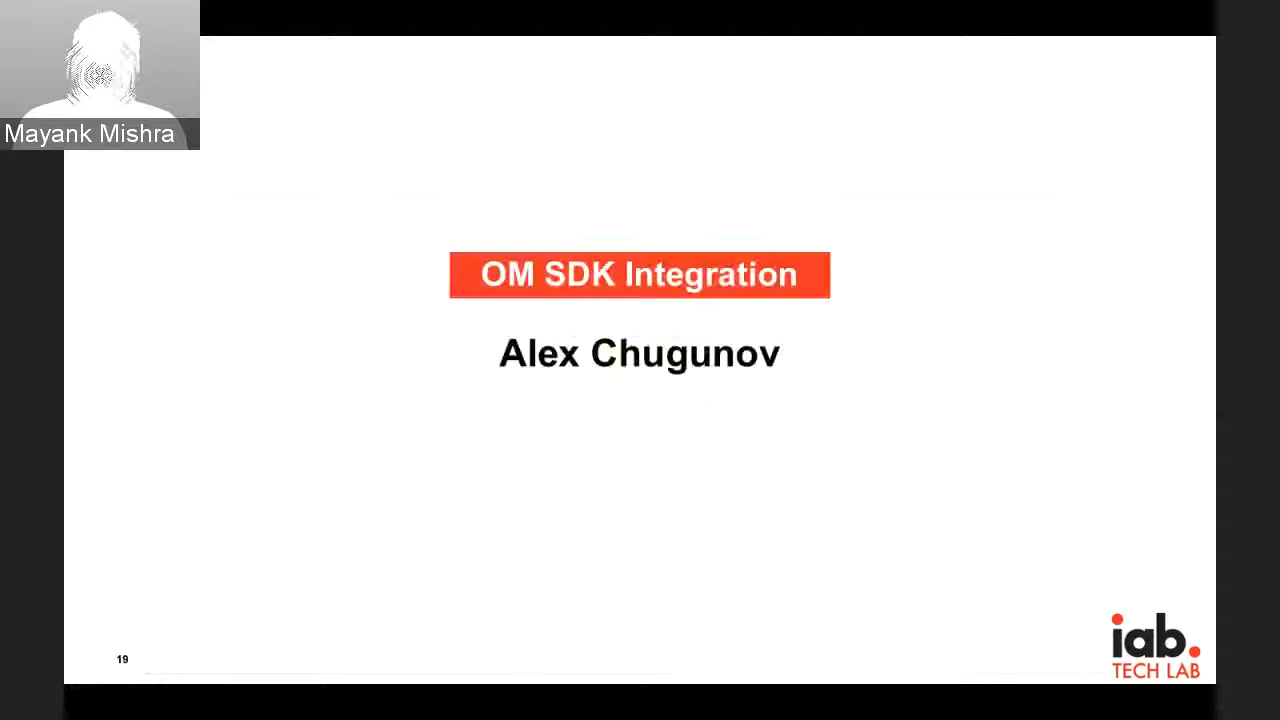 Mayank Mishra
OM SDK Integration
Alex Chugunov
19
iab.
TECH LAB